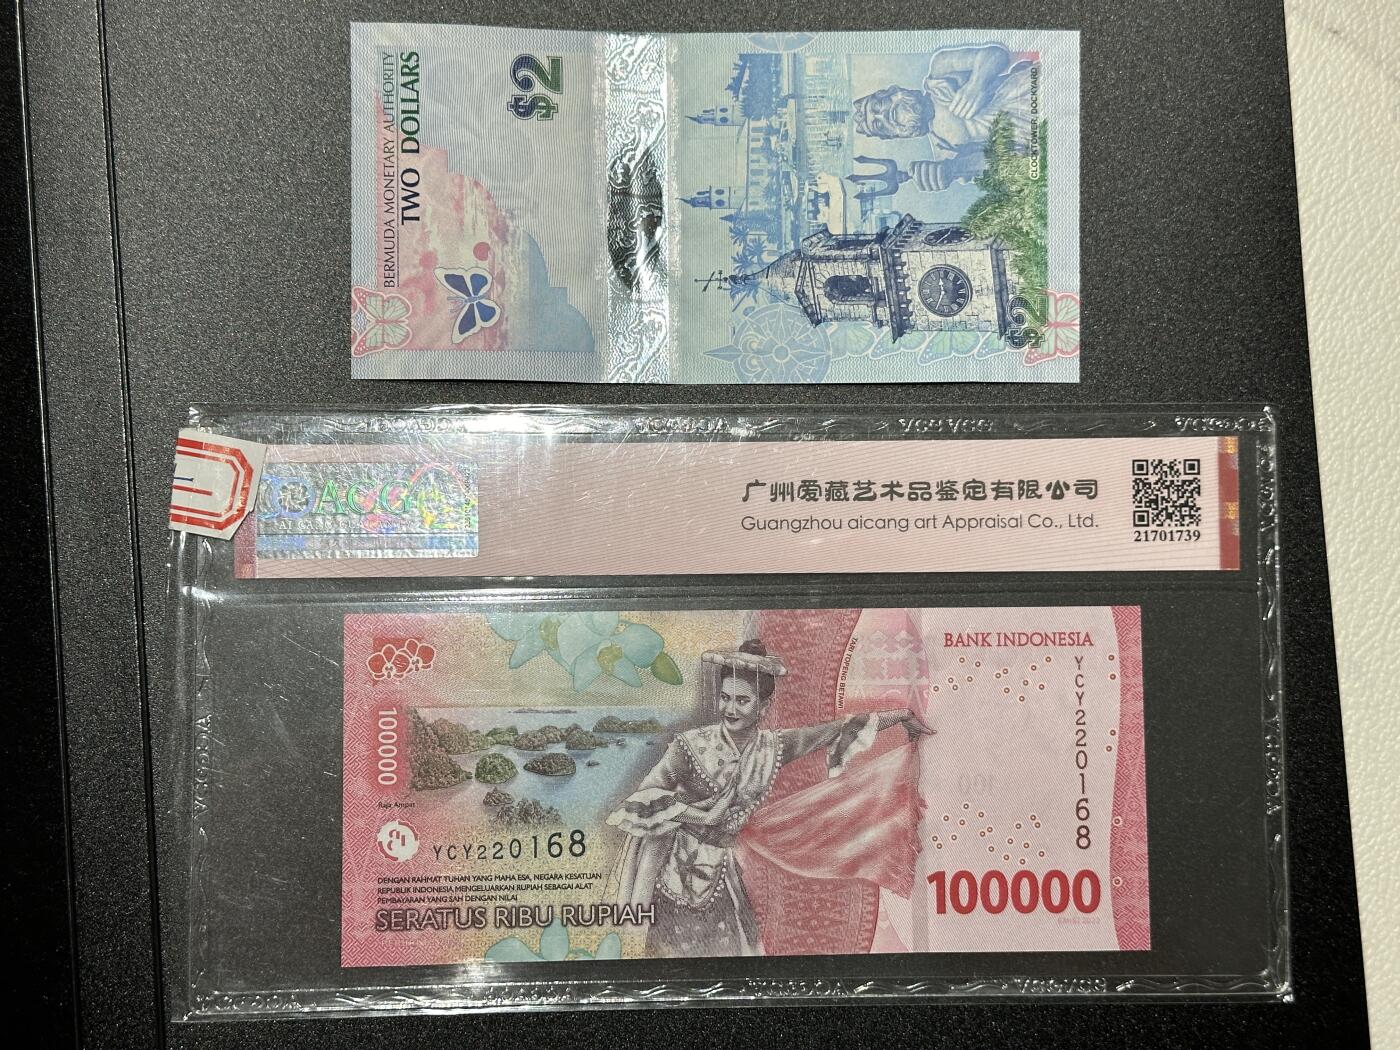 BERMUDA MONETARY AUTHORITY
TWO DOLLARS
$2
CLOCKTOWER, DOCKYARD
$2
ACG
广州爱藏艺术品鉴定有限公司
Guangzhou aicang art Appraisal Co., Ltd.
21701739
BANK INDONESIA
TARI TOPENG BETAWI
YCY220168
100000
Raja Ampat
YCY220168
DENGAN RAHMAT TUHAN YANG MAHA ESA, NEGARA KESATUAN
REPUBLIK INDONESIA MENGELUARKAN RUPIAH SEBAGAI ALAT
PEMBAYARAN YANG SAH DENGAN NILAI
SERATUS RIBU RUPIAH
100000